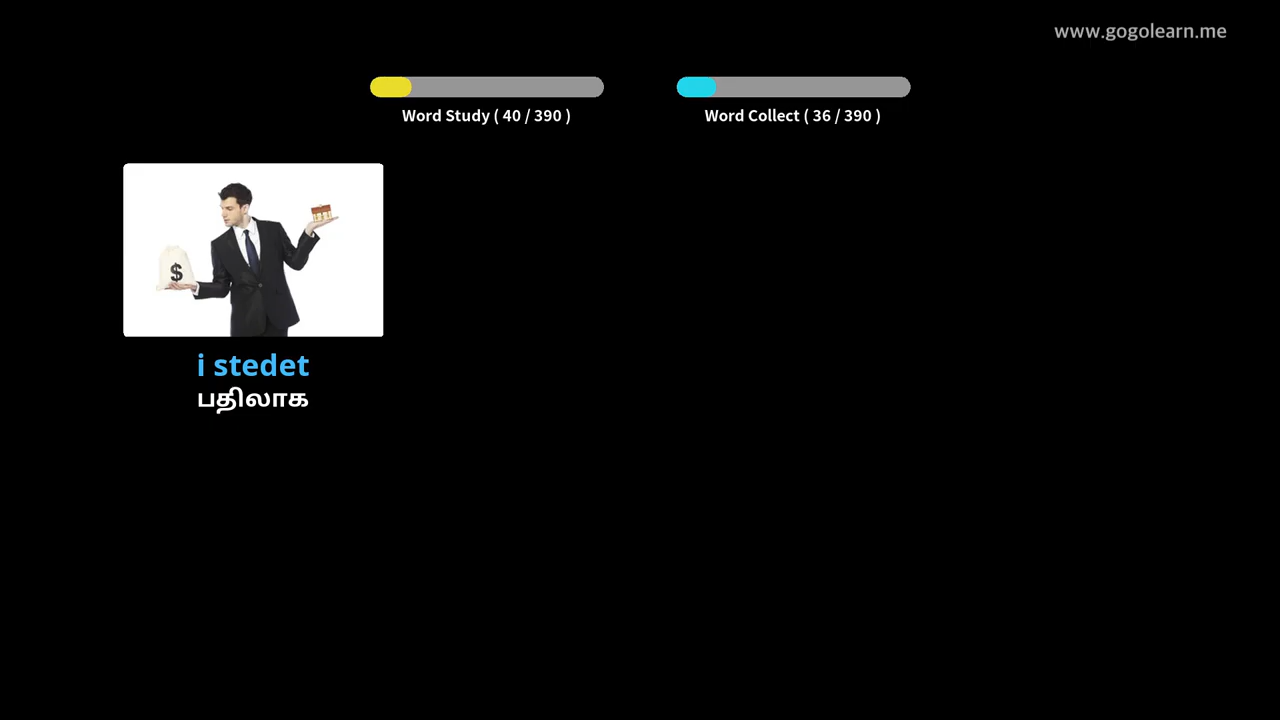 www.gogolearn.me
Word Study ( 40 / 390 )
Word Collect ( 36 / 390 )
$
i stedet
பதிலாக